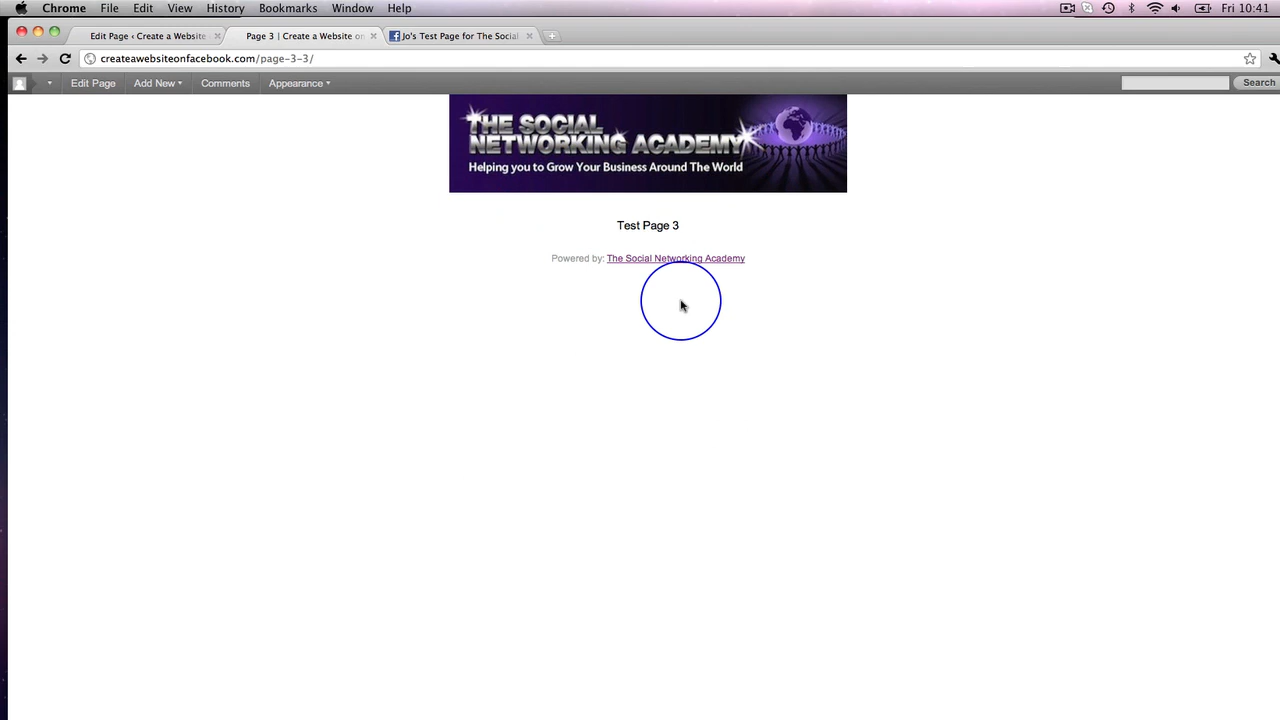 Chrome File Edit View History Bookmarks Window Help Fri 10:41
Edit Page ‹ Create a Website Page 3 | Create a Website on Jo's Test Page for The Social
createawebsiteonfacebook.com/page-3-3/
Edit Page Add New Comments Appearance Search
THE SOCIAL
NETWORKING ACADEMY
Helping you to Grow Your Business Around The World
Test Page 3
Powered by: The Social Networking Academy